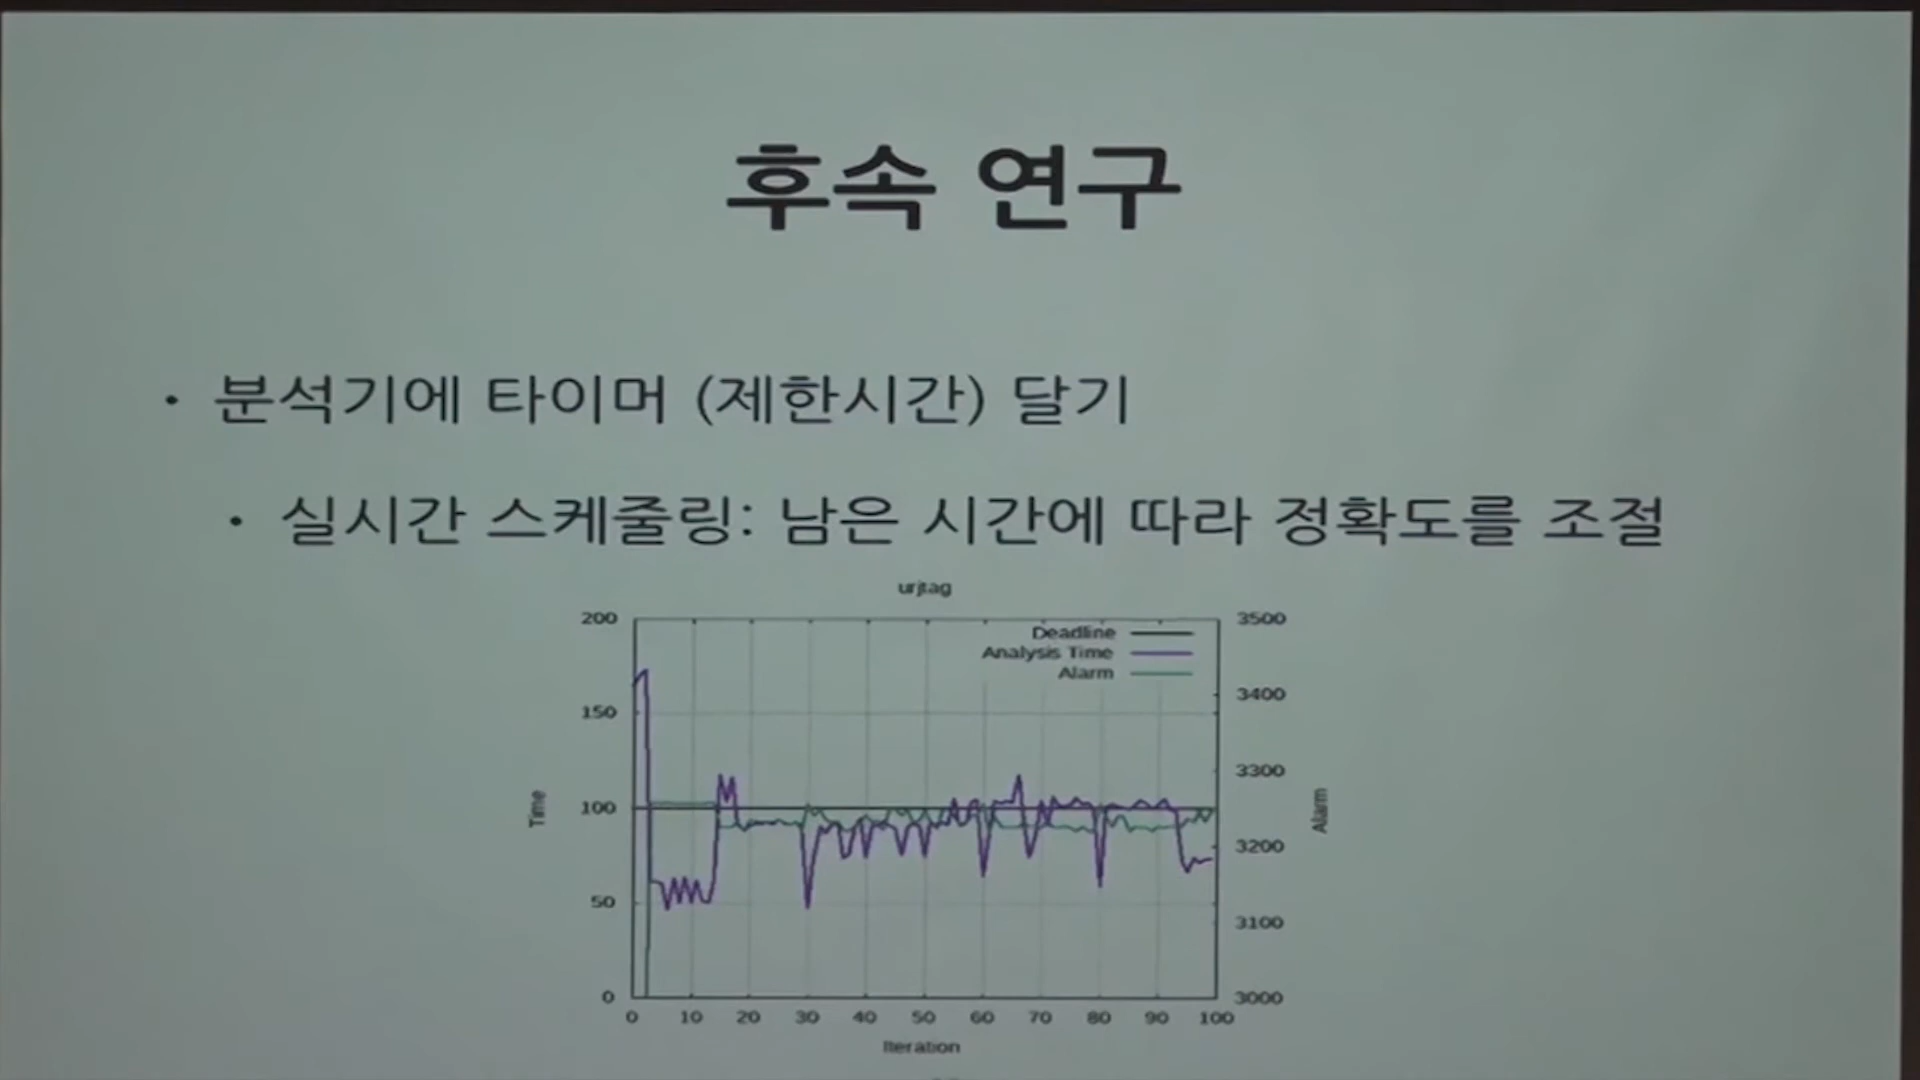 후속 연구
• 분석기에 타이머 (제한시간) 달기
• 실시간 스케줄링: 남은 시간에 따라 정확도를 조절
urjtag
200
150
100
50
0
3500
3400
3300
3200
3100
3000
Deadline
Analysis Time
Alarm
Time
Alarm
0 10 20 30 40 50 60 70 80 90 100
Iteration